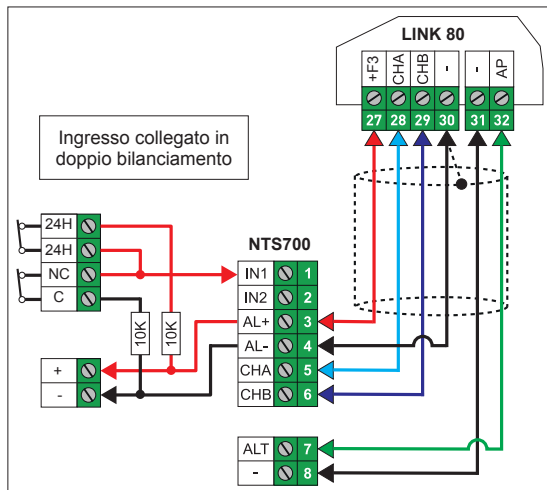 LINK 80
+F3 CHA CHB - - AP
27 28 29 30 31 32
Ingresso collegato in
doppio bilanciamento
24H
24H
NC
C
10K 10K
+
-
NTS700
IN1 1
IN2 2
AL+ 3
AL- 4
CHA 5
CHB 6
ALT 7
- 8